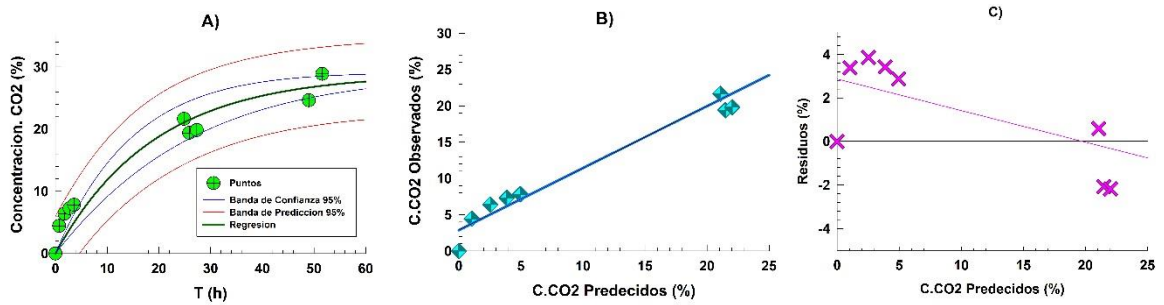 A)
Concentracion. CO2 (%)
30
20
10
0
0 10 20 30 40 50 60
T (h)
Puntos
Banda de Confianza 95%
Banda de Prediccion 95%
Regresion
B)
C.CO2 Observados (%)
30
25
20
15
10
5
0
0 5 10 15 20 25
C.CO2 Predecidos (%)
C)
Residuos (%)
4
2
0
-2
-4
0 5 10 15 20 25
C.CO2 Predecidos (%)